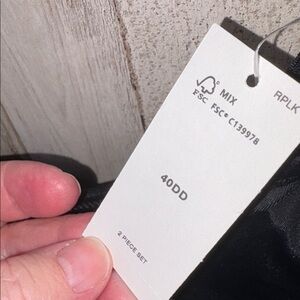 MIX
FSC FSC® C139978
RPLK
40DD
2 PIECE SET